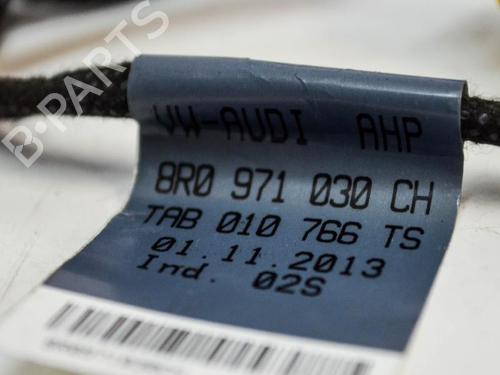 VW-AUDI AHP
8R0 971 030 CH
TAB 010 766 TS
01.11.2013
Ind. 02S
B-PARTS